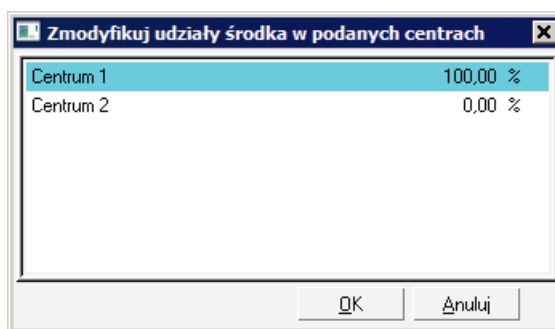 Zmodyfikuj udziały środka w podanych centrach
Centrum 1 100,00 %
Centrum 2 0,00 %
OK Anuluj